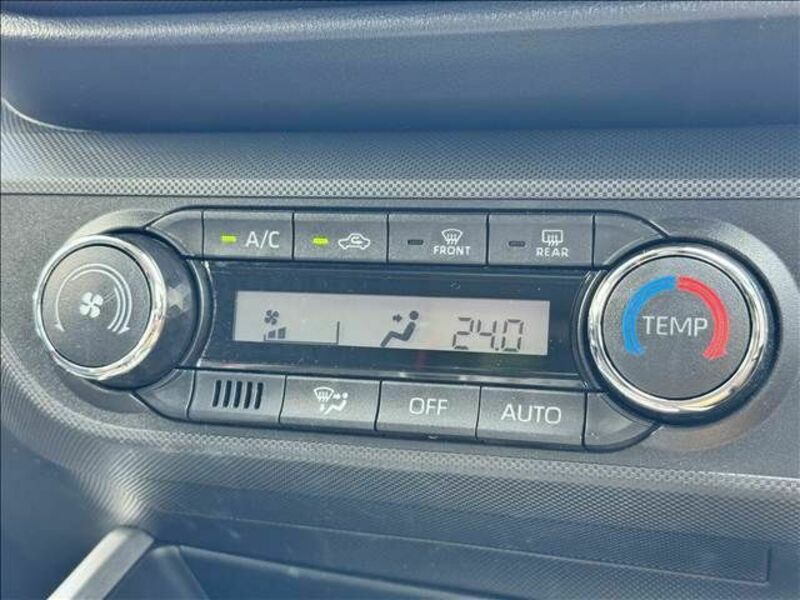 A/C
FRONT
REAR
24.0
TEMP
OFF
AUTO